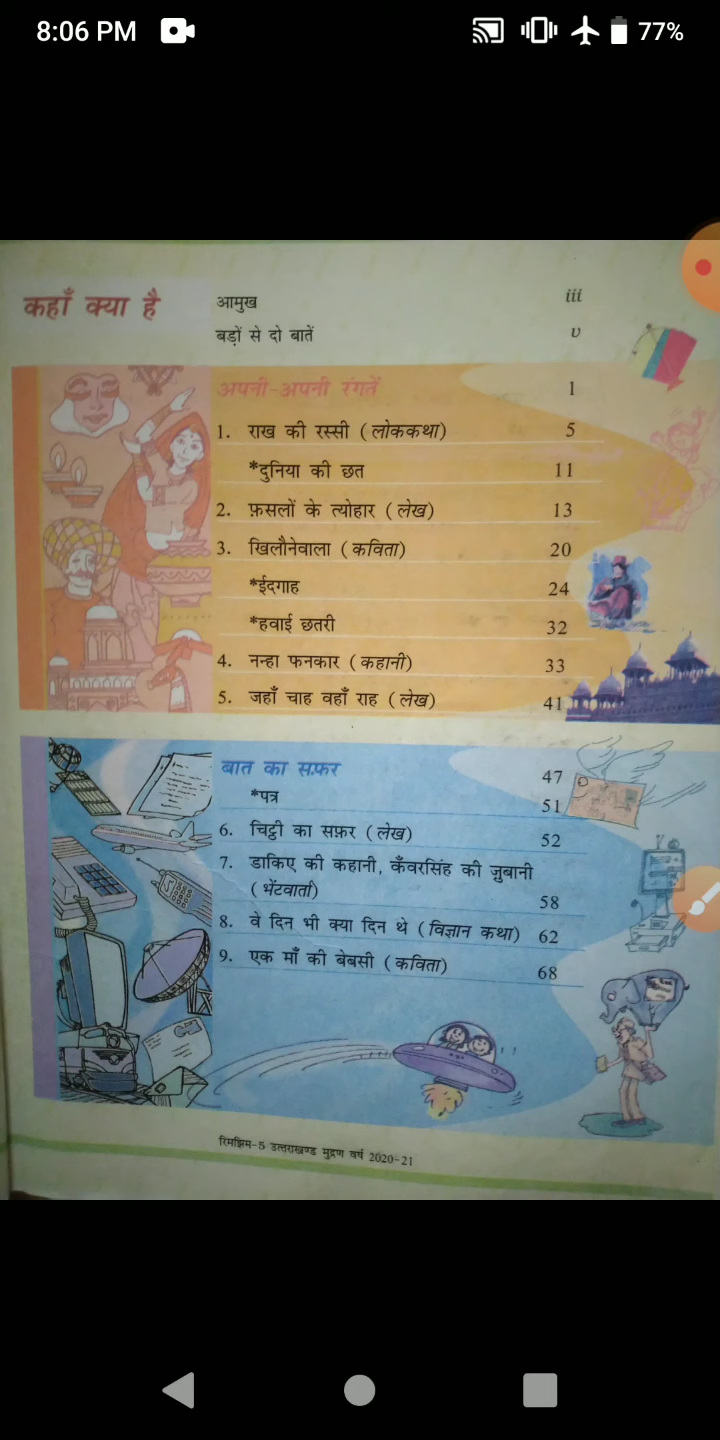 8:06 PM 77%
कहाँ क्या है
आमुख iii
बड़ों से दो बातें v
अपनी-अपनी रंगतें 1
1. राख की रस्सी (लोककथा) 5
*दुनिया की छत 11
2. फ़सलों के त्योहार (लेख) 13
3. खिलौनेवाला (कविता) 20
*ईदगाह 24
*हवाई छतरी 32
4. नन्हा फनकार (कहानी) 33
5. जहाँ चाह वहाँ राह (लेख) 41
बात का सफ़र 47
*पत्र 51
6. चिट्ठी का सफ़र (लेख) 52
7. डाकिए की कहानी, कँवरसिंह की ज़ुबानी
(भेंटवार्ता) 58
8. वे दिन भी क्या दिन थे (विज्ञान कथा) 62
9. एक माँ की बेबसी (कविता) 68
रिमझिम-5 उत्तराखण्ड मुद्रण वर्ष 2020-21